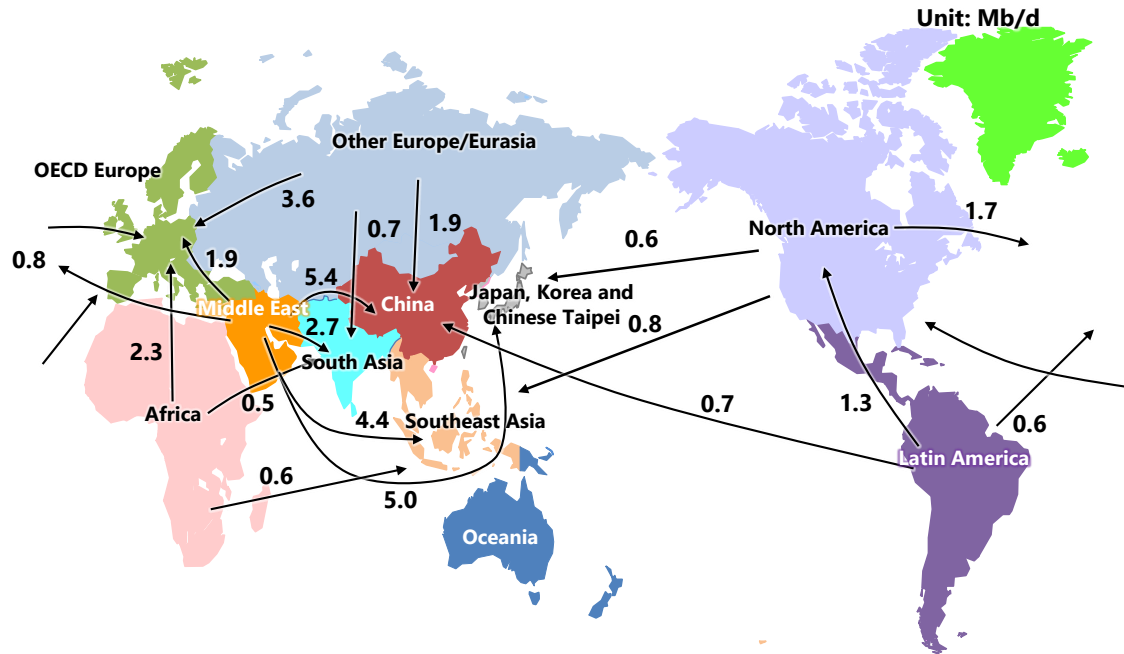 Unit: Mb/d
Other Europe/Eurasia
OECD Europe
3.6
0.7
1.9
1.7
North America
0.6
0.8
1.9
5.4
Middle East
China
Japan, Korea and
Chinese Taipei
0.8
2.7
2.3
South Asia
0.5
Africa
4.4
Southeast Asia
0.7
1.3
0.6
Latin America
0.6
5.0
Oceania